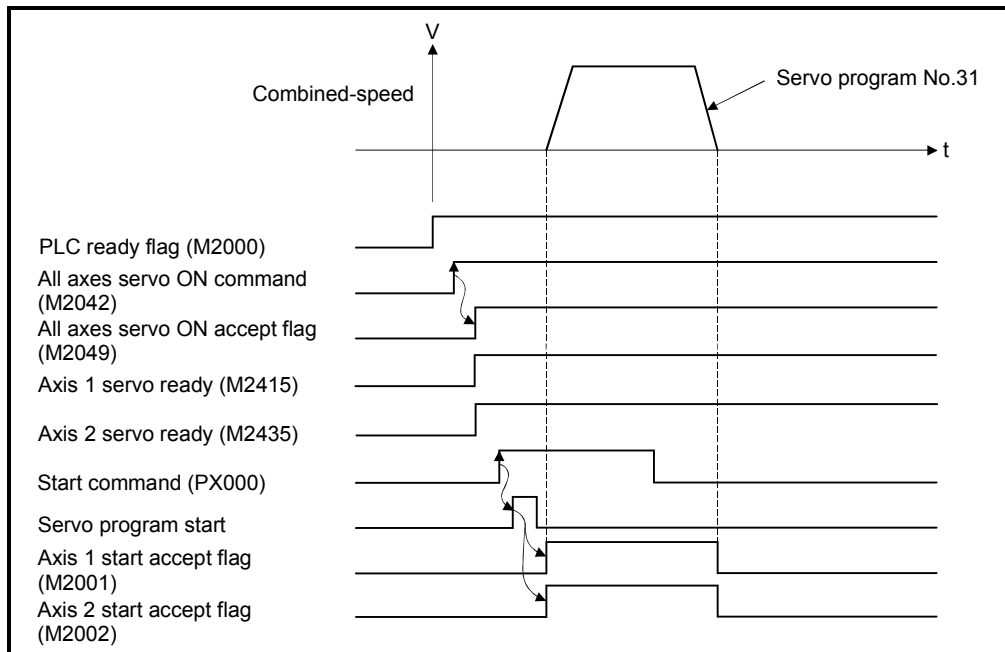 V
Combined-speed
Servo program No.31
t
PLC ready flag (M2000)
All axes servo ON command
(M2042)
All axes servo ON accept flag
(M2049)
Axis 1 servo ready (M2415)
Axis 2 servo ready (M2435)
Start command (PX000)
Servo program start
Axis 1 start accept flag
(M2001)
Axis 2 start accept flag
(M2002)